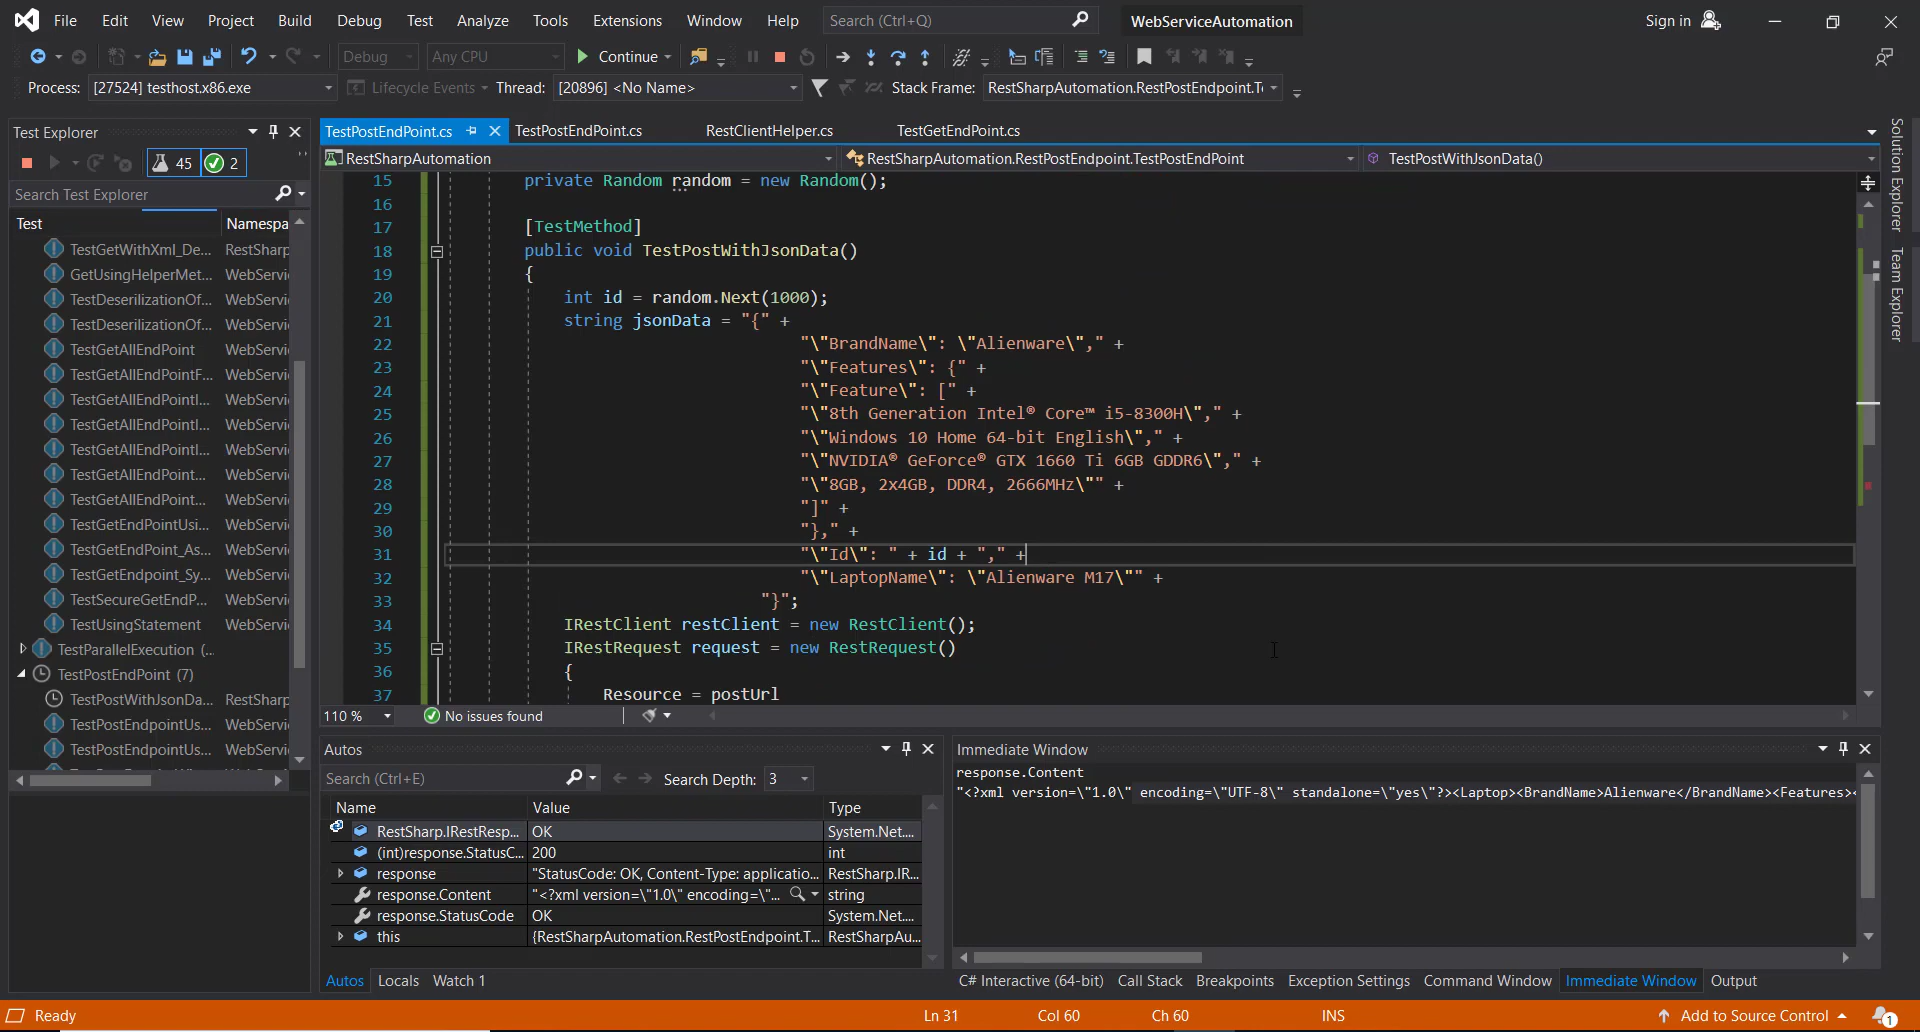 File Edit View Project Build Debug Test Analyze Tools Extensions Window Help Search (Ctrl+Q) WebServiceAutomation Sign in
Debug Any CPU Continue
Process: [27524] testhost.x86.exe Lifecycle Events Thread: [20896] <No Name> Stack Frame: RestSharpAutomation.RestPostEndpoint.T
Test Explorer
45 2
Search Test Explorer
Test Namespa
TestGetWithXml_De... RestSharp
GetUsingHelperMet... WebServi
TestDeserilizationOf... WebServi
TestDeserilizationOf... WebServi
TestGetAllEndPoint WebServi
TestGetAllEndPointF... WebServi
TestGetAllEndPointI... WebServi
TestGetAllEndPointI... WebServi
TestGetAllEndPointI... WebServi
TestGetAllEndPoint... WebServi
TestGetAllEndPoint... WebServi
TestGetEndPointUsi... WebServi
TestGetEndPoint_As... WebServi
TestGetEndpoint_Sy... WebServi
TestSecureGetEndP... WebServi
TestUsingStatement WebServi
TestParallelExecution (...
TestPostEndPoint (7)
TestPostWithJsonDa... RestSharp
TestPostEndpointUs... WebServi
TestPostEndpointUs... WebServi
TestPostEndPoint.cs TestPostEndPoint.cs RestClientHelper.cs TestGetEndPoint.cs
RestSharpAutomation RestSharpAutomation.RestPostEndpoint.TestPostEndPoint TestPostWithJsonData()
15 private Random random = new Random();
16
17 [TestMethod]
18 public void TestPostWithJsonData()
19 {
20 int id = random.Next(1000);
21 string jsonData = "{" +
22 "\"BrandName\": \"Alienware\"," +
23 "\"Features\": {" +
24 "\"Feature\": [" +
25 "\"8th Generation Intel® Core™ i5-8300H\"," +
26 "\"Windows 10 Home 64-bit English\"," +
27 "\"NVIDIA® GeForce® GTX 1660 Ti 6GB GDDR6\"," +
28 "\"8GB, 2x4GB, DDR4, 2666MHz\"" +
29 "]" +
30 "}," +
31 "\"Id\": " + id + "," +
32 "\"LaptopName\": \"Alienware M17\"" +
33 "}";
34 IRestClient restClient = new RestClient();
35 IRestRequest request = new RestRequest()
36 {
37 Resource = postUrl
110 % No issues found
Solution Explorer
Team Explorer
Autos
Search (Ctrl+E) Search Depth: 3
Name Value Type
RestSharp.IRestResp... OK System.Net....
(int)response.StatusC... 200 int
response "StatusCode: OK, Content-Type: applicatio... RestSharp.IR...
response.Content "<?xml version=\"1.0\" encoding=\"... string
response.StatusCode OK System.Net....
this {RestSharpAutomation.RestPostEndpoint.T... RestSharpAu...
Autos Locals Watch 1
Immediate Window
response.Content
"<?xml version=\"1.0\" encoding=\"UTF-8\" standalone=\"yes\"?><Laptop><BrandName>Alienware</BrandName><Features><
C# Interactive (64-bit) Call Stack Breakpoints Exception Settings Command Window Immediate Window Output
Ready Ln 31 Col 60 Ch 60 INS Add to Source Control 1